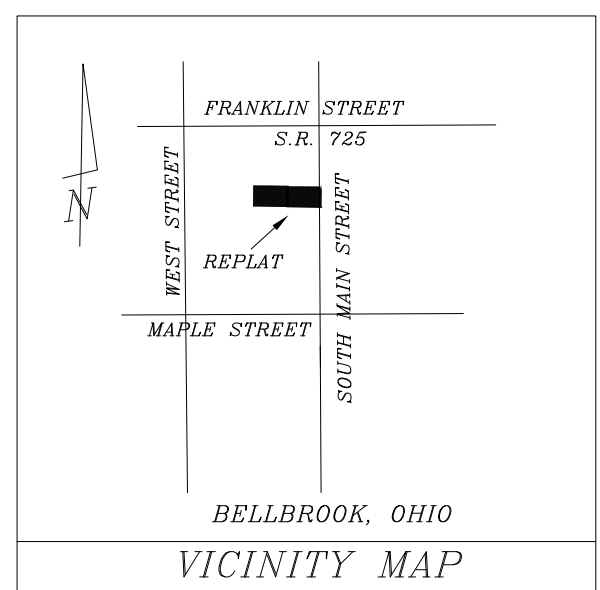 FRANKLIN STREET
S.R. 725
WEST STREET
N
SOUTH MAIN STREET
REPLAT
MAPLE STREET
BELLBROOK, OHIO
VICINITY MAP